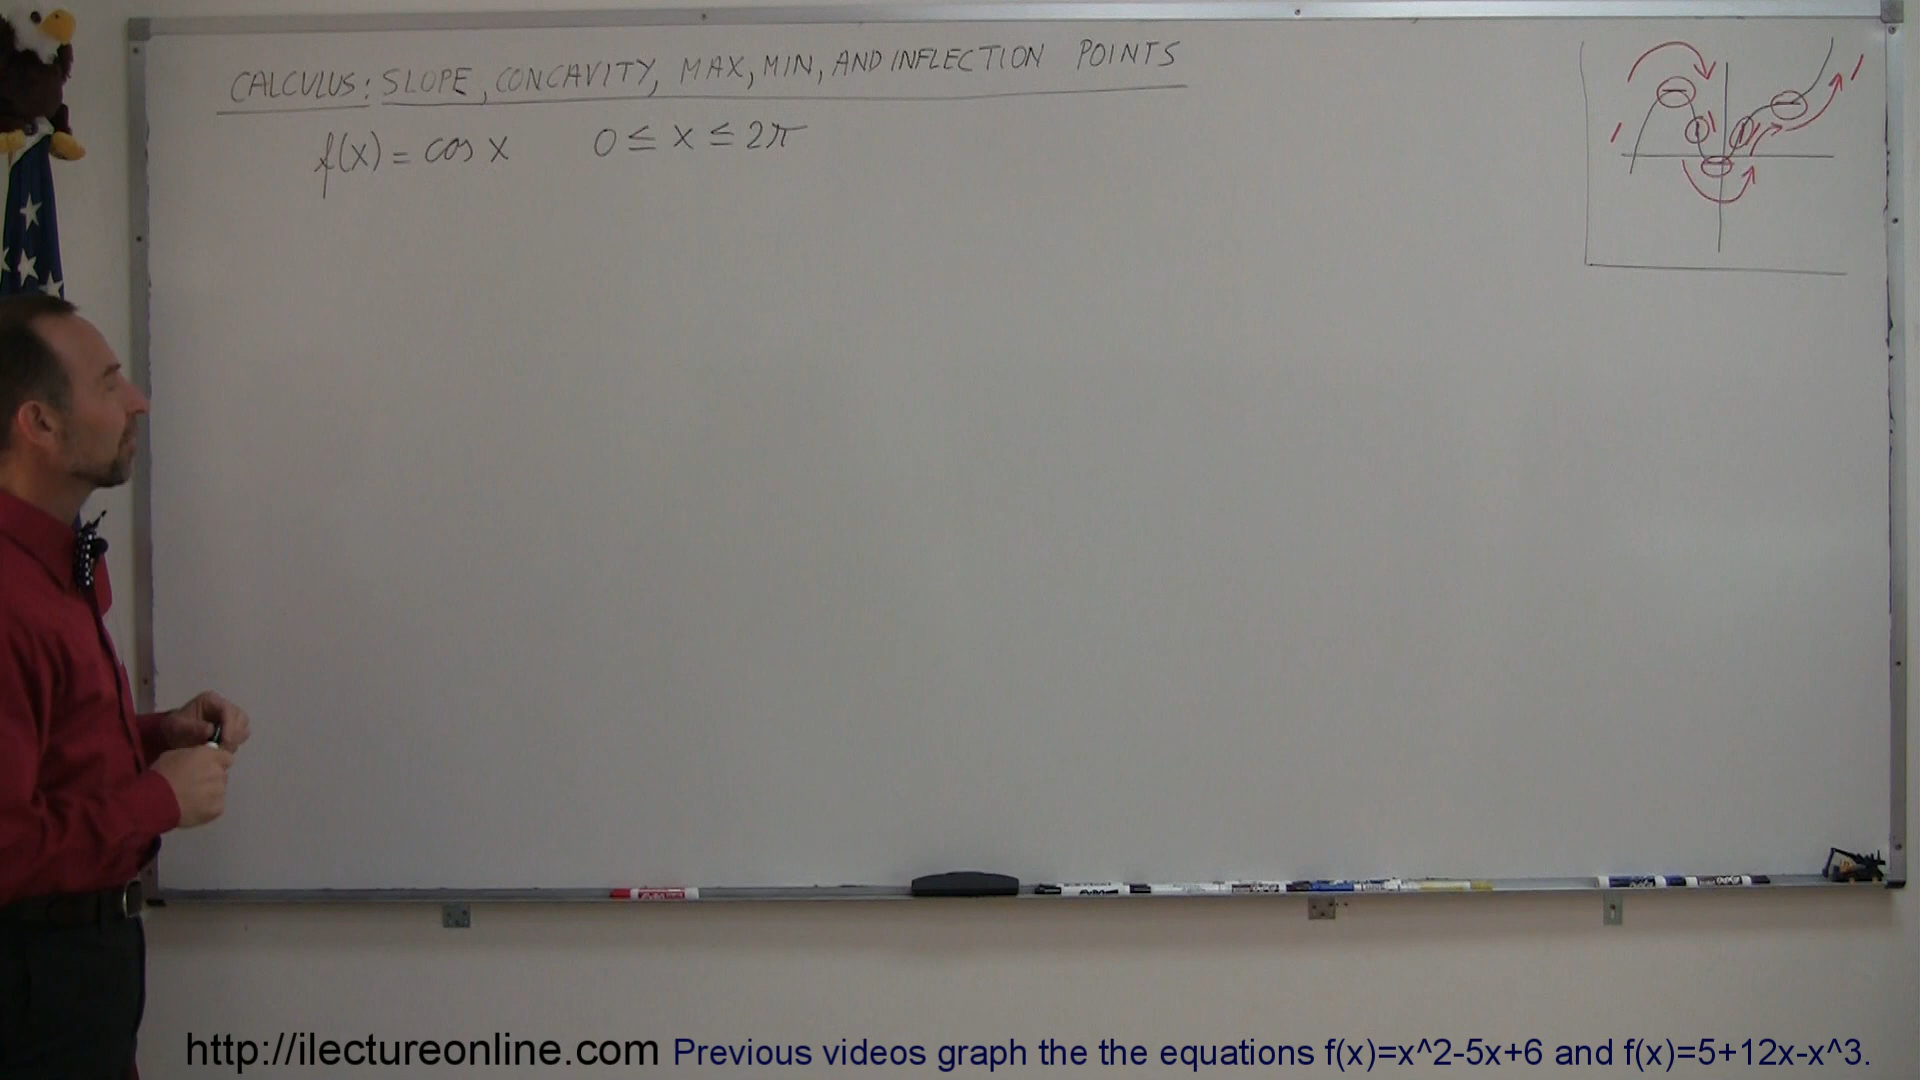 CALCULUS: SLOPE, CONCAVITY, MAX, MIN, AND INFLECTION POINTS
f(x) = cos x 0 ≤ x ≤ 2π
http://ilectureonline.com Previous videos graph the the equations f(x)=x^2-5x+6 and f(x)=5+12x-x^3.